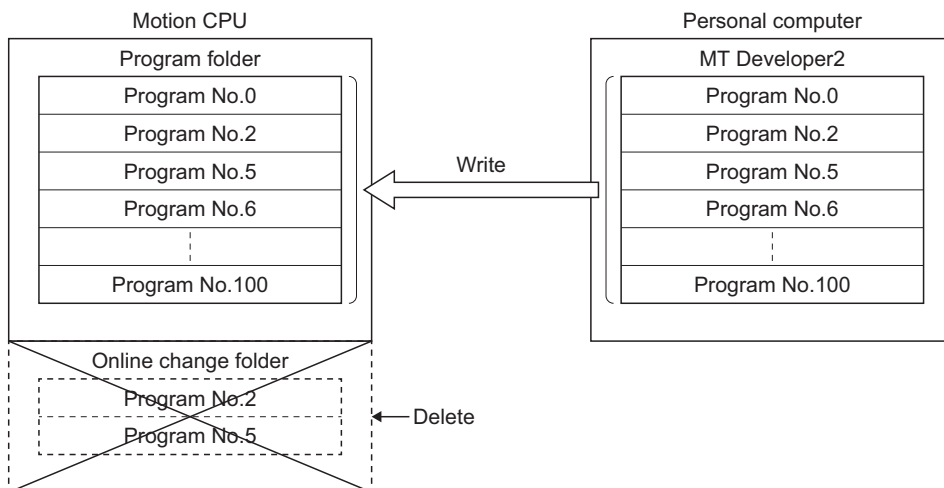 Motion CPU
Program folder
Program No.0
Program No.2
Program No.5
Program No.6
Program No.100
Online change folder
Program No.2
Program No.5
Write
Delete
Personal computer
MT Developer2
Program No.0
Program No.2
Program No.5
Program No.6
Program No.100